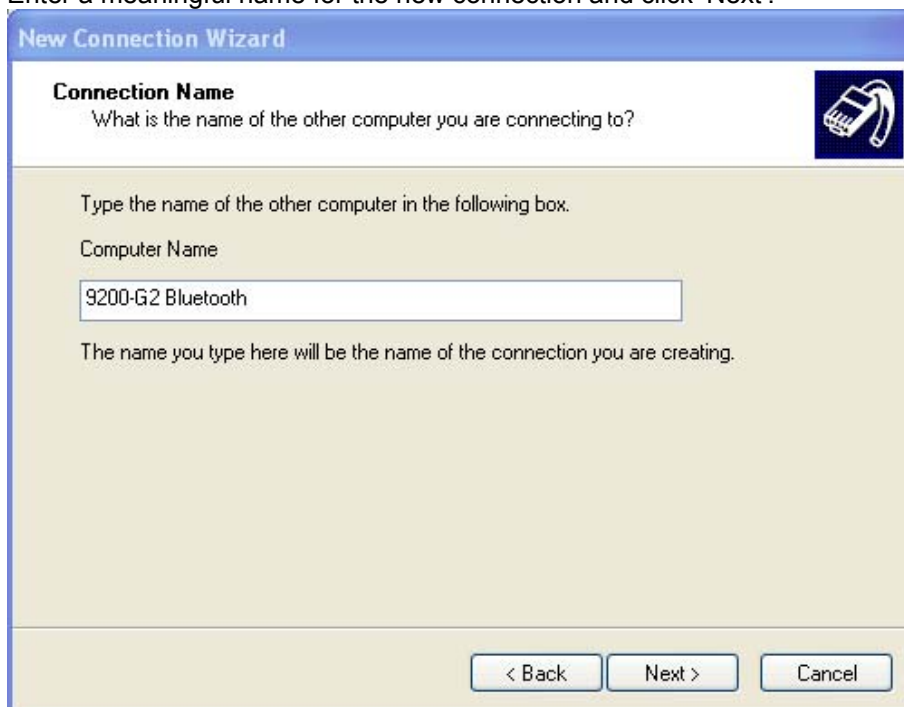 Enter a meaningful name for the new connection and click 'Next'.
New Connection Wizard
Connection Name
What is the name of the other computer you are connecting to?
Type the name of the other computer in the following box.
Computer Name
9200-G2 Bluetooth
The name you type here will be the name of the connection you are creating.
< Back
Next >
Cancel